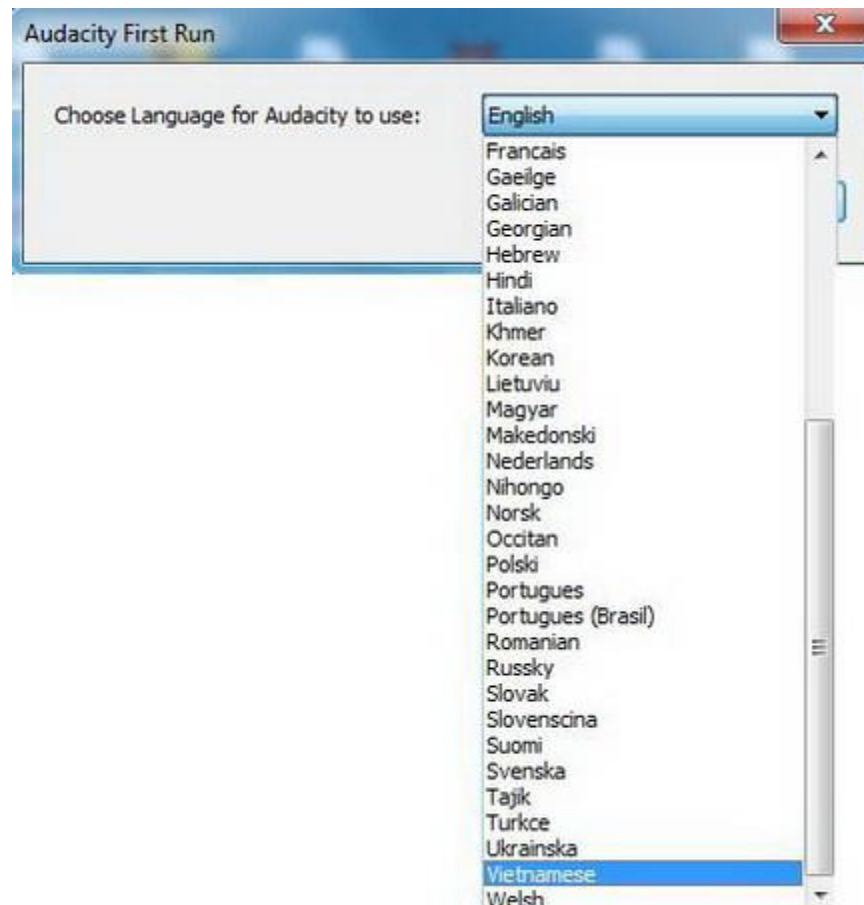 Audacity First Run
Choose Language for Audacity to use:
English
Francais
Gaeilge
Galician
Georgian
Hebrew
Hindi
Italiano
Khmer
Korean
Lietuviu
Magyar
Makedonski
Nederlands
Nihongo
Norsk
Occitan
Polski
Portugues
Portugues (Brasil)
Romanian
Russky
Slovak
Slovenscina
Suomi
Svenska
Tajik
Turkce
Ukrainska
Vietnamese
Welsh